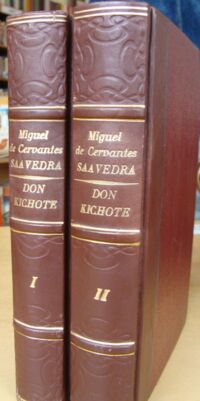 Miguel
de Cervantes
SAAVEDRA
DON
KICHOTE
I
Miguel
de Cervantes
SAAVEDRA
DON
KICHOTE
II